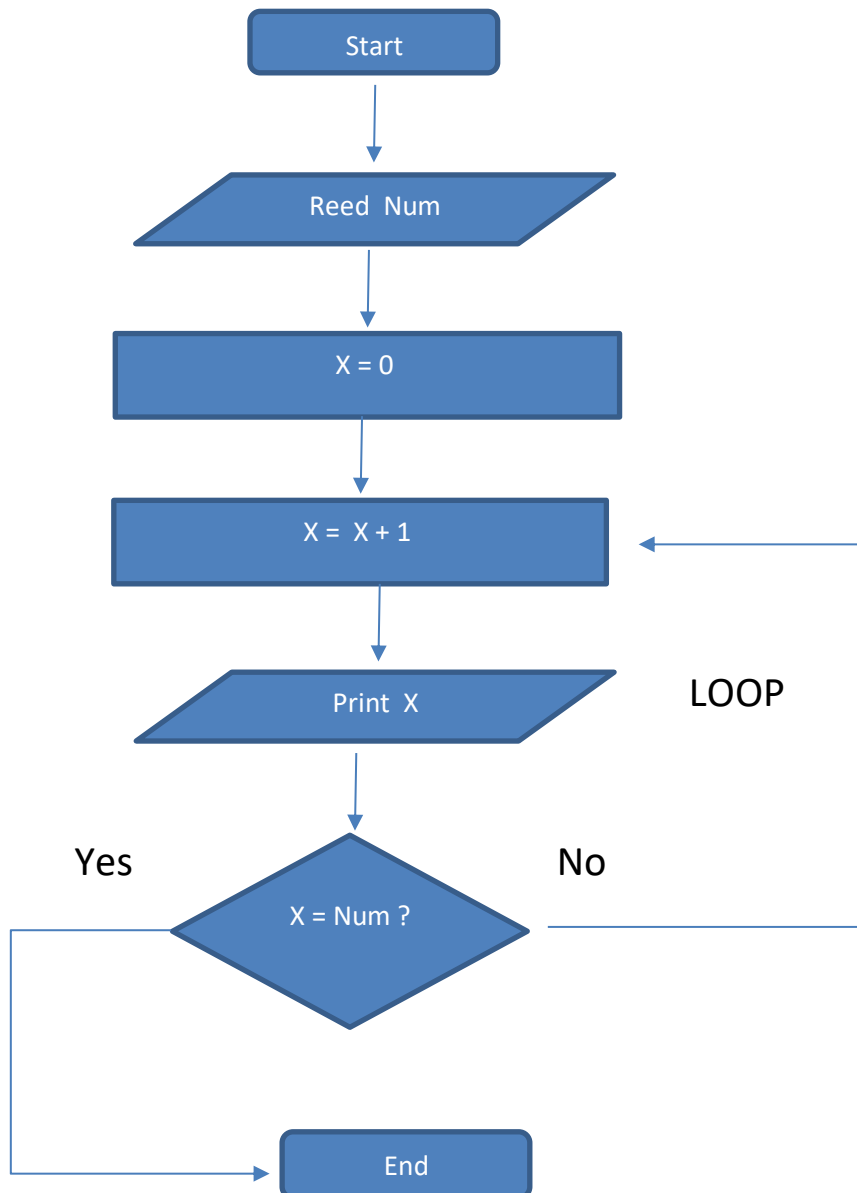 Start
Reed Num
X = 0
X = X + 1
Print X
LOOP
Yes
No
X = Num ?
End